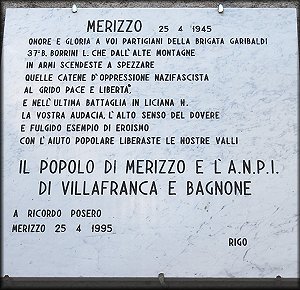 MERIZZO 25 4 1945
ONORE E GLORIA A VOI PARTIGIANI DELLA BRIGATA GARIBALDI
37ᴬB. BORRINI L. CHE DALL'ALTE MONTAGNE
IN ARMI SCENDESTE A SPEZZARE
QUELLE CATENE D'OPPRESSIONE NAZIFASCISTA
AL GRIDO PACE E LIBERTA'
E NELL'ULTIMA BATTAGLIA IN LICIANA N.
LA VOSTRA AUDACIA, L'ALTO SENSO DEL DOVERE
E FULGIDO ESEMPIO DI EROISMO
CON L'AIUTO POPOLARE LIBERASTE LE NOSTRE VALLI
IL POPOLO DI MERIZZO E L'A.N.P.I.
DI VILLAFRANCA E BAGNONE
A RICORDO POSERO
MERIZZO 25 4 1995
RIGO